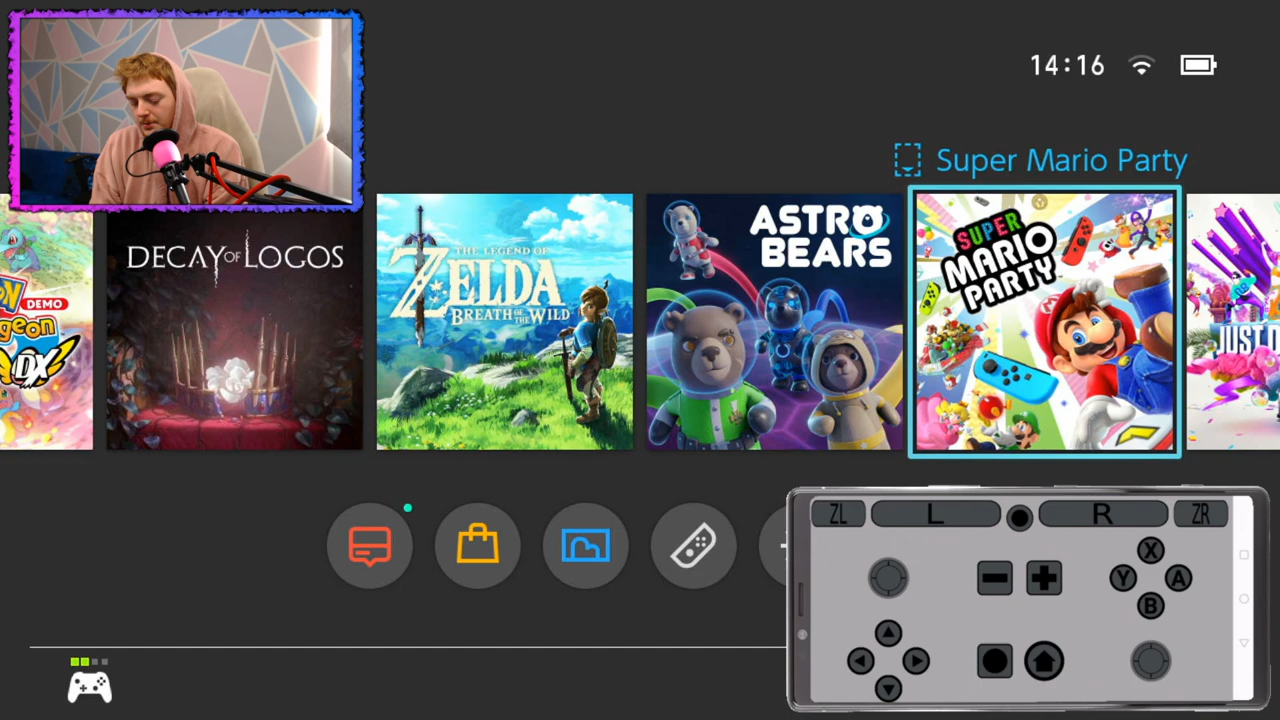 14:16
Super Mario Party
DEMO
DX
DECAY OF LOGOS
THE LEGEND OF
ZELDA
BREATH OF THE WILD
ASTRO
BEARS
SUPER
MARIO
PARTY
JUST
ZL
L
R
ZR
X
Y
A
B